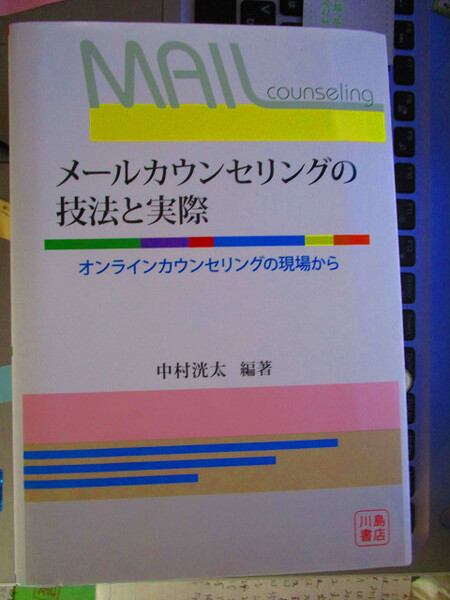 MAIL
counseling
メールカウンセリングの
技法と実際
オンラインカウンセリングの現場から
中村洸太 編著
川島
書店